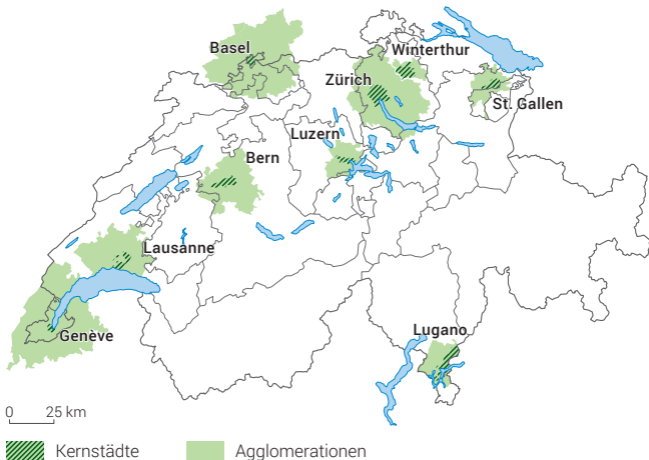 Basel
Winterthur
Zürich
St. Gallen
Luzern
Bern
Lausanne
Genève
Lugano
0 25 km
Kernstädte
Agglomerationen